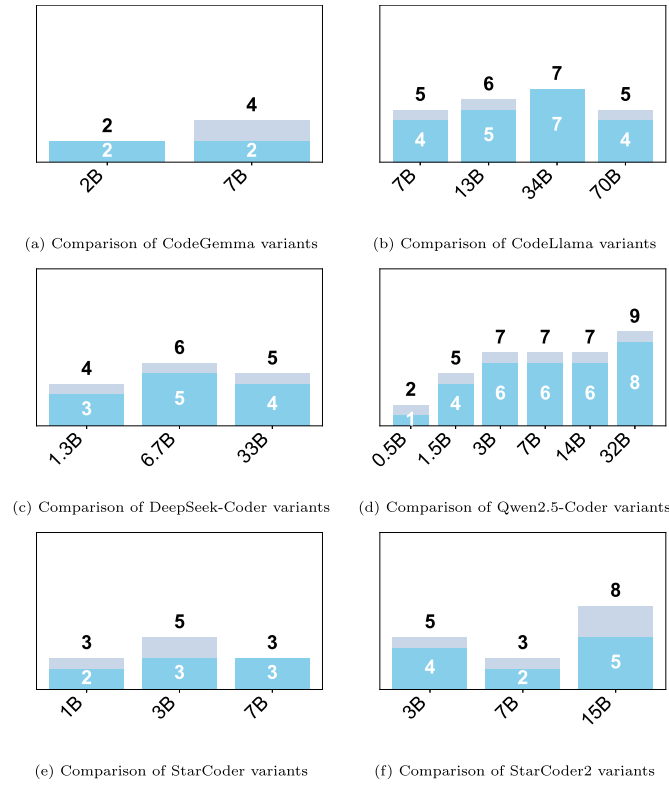 2
4
2
2
2B
7B
(a) Comparison of CodeGemma variants
5
6
7
5
4
5
7
4
7B
13B
34B
70B
(b) Comparison of CodeLlama variants
4
6
5
3
5
4
1.3B
6.7B
33B
(c) Comparison of DeepSeek-Coder variants
2
5
7
7
7
9
1
4
6
6
6
8
0.5B
1.5B
3B
7B
14B
32B
(d) Comparison of Qwen2.5-Coder variants
3
5
3
2
3
3
1B
3B
7B
(e) Comparison of StarCoder variants
5
3
8
4
2
5
3B
7B
15B
(f) Comparison of StarCoder2 variants